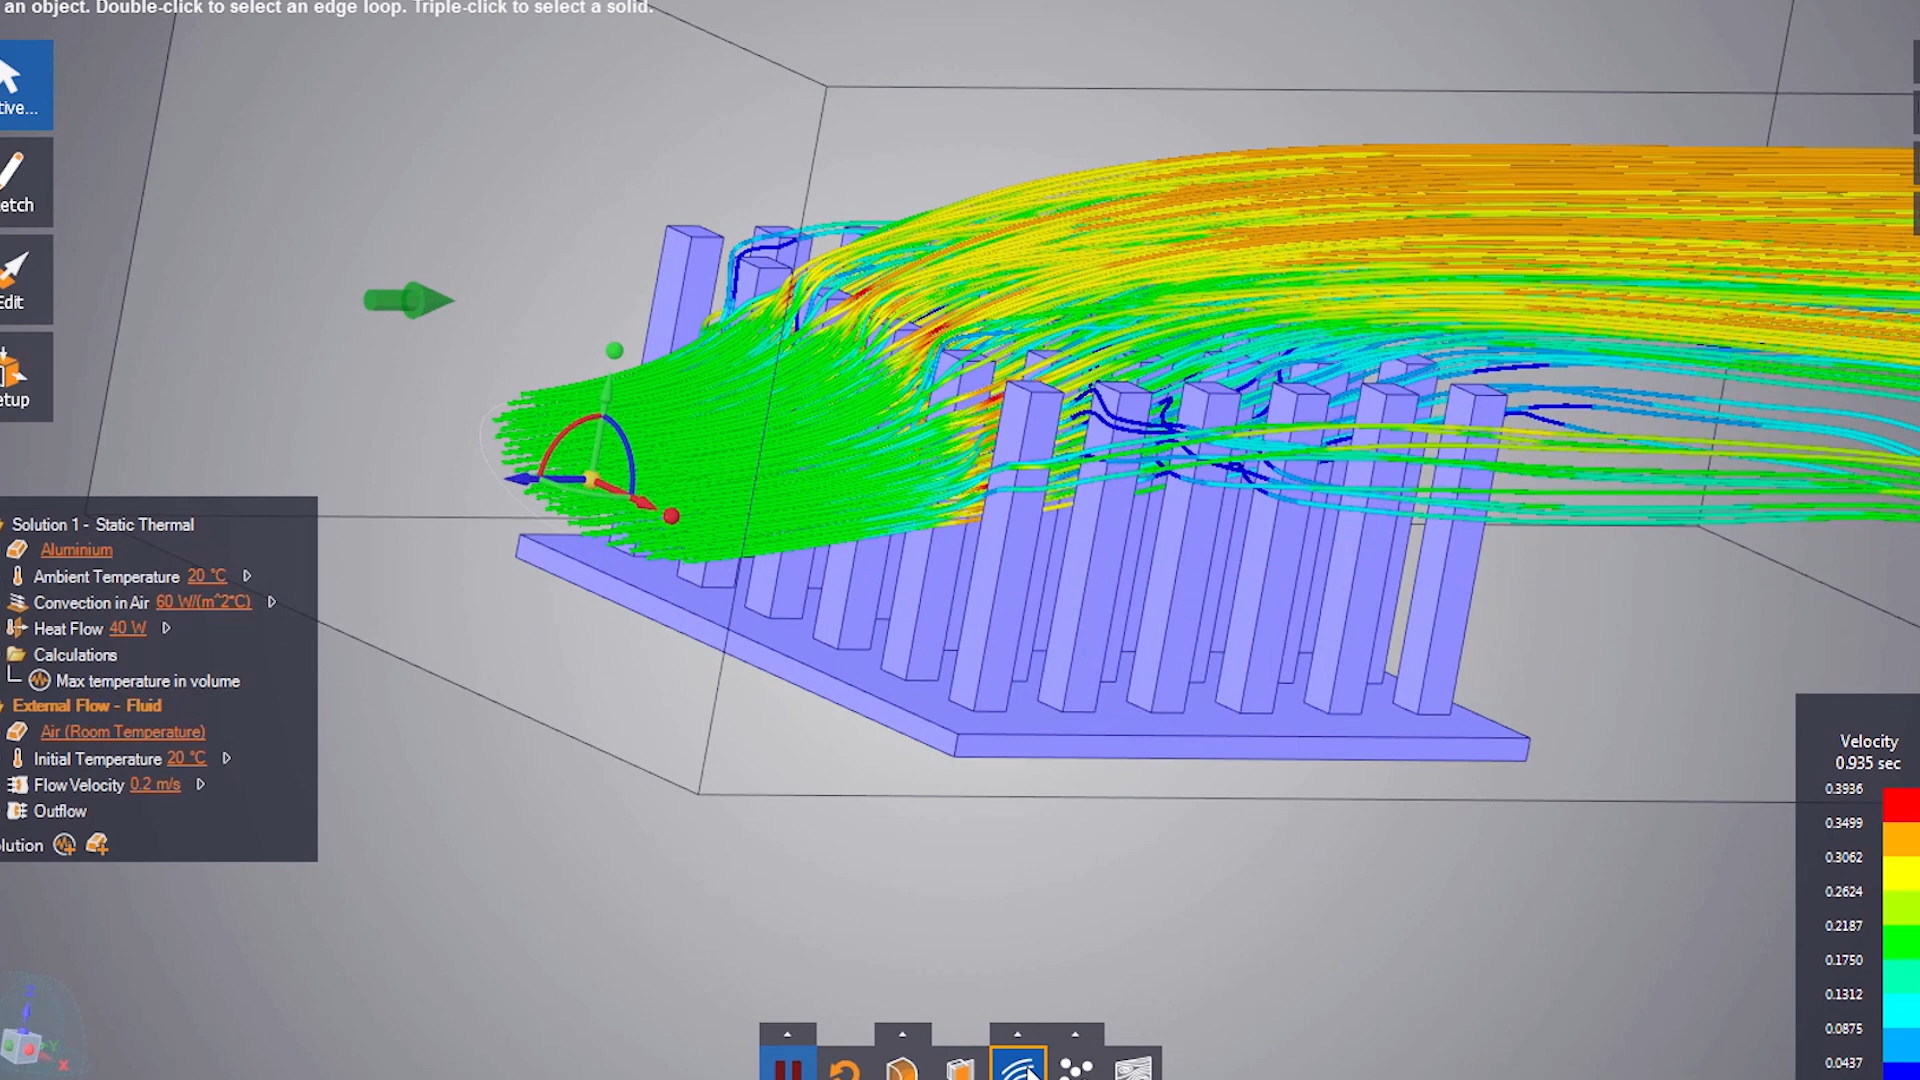 an object. Double-click to select an edge loop. Triple-click to select a solid.
tive...
etch
Edit
etup
Solution 1 - Static Thermal
Aluminium
Ambient Temperature 20 °C
Convection in Air 60 W/(m^2*C)
Heat Flow 40 W
Calculations
Max temperature in volume
External Flow - Fluid
Air (Room Temperature)
Initial Temperature 20 °C
Flow Velocity 0.2 m/s
Outflow
lution
Velocity
0.935 sec
0.3936
0.3499
0.3062
0.2624
0.2187
0.1750
0.1312
0.0875
0.0437
Z
Y
X